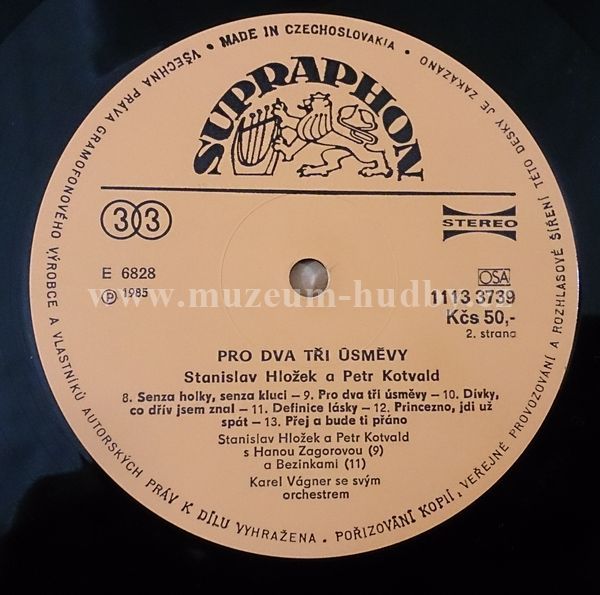 • MADE IN CZECHOSLOVAKIA •
VŠECHNA PRÁVA GRAMOFONOVÉHO VÝROBCE A VLASTNÍKŮ AUTORSKÝCH PRÁV K DÍLU VYHRAŽENA. • POŘIZOVÁNÍ KOPIÍ, VEŘEJNÉ PROVOZOVÁNÍ A ROZHLASOVÉ ŠÍŘENÍ TÉTO DESKY JE ZAKÁZÁNO
SUPRAPHON
33
STEREO
E 6828
OSA
Ⓟ 1985
1113 3739
www.muzeum-hudby.
Kčs 50,-
2. strana
PRO DVA TŘI ÚSMĚVY
Stanislav Hložek a Petr Kotvald
8. Senza holky, senza kluci – 9. Pro dva tři úsměvy – 10. Dívky,
co dřív jsem znal – 11. Definice lásky – 12. Princezno, jdi už
spát – 13. Přej a bude ti přáno
Stanislav Hložek a Petr Kotvald
s Hanou Zagorovou (9)
a Bezinkami (11)
Karel Vágner se svým
orchestrem